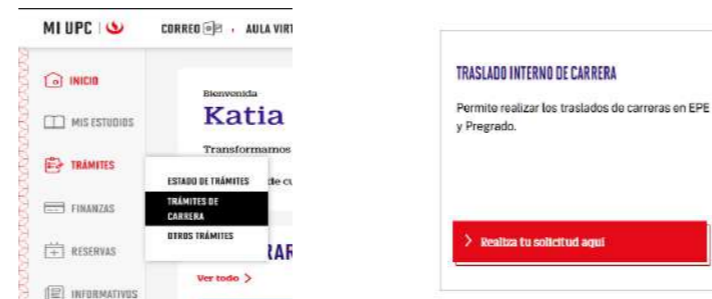 MI UPC
CORREO , AULA VIRT
INICIO
MIS ESTUDIOS
TRÁMITES
FINANZAS
RESERVAS
INFORMATIVOS
Bienvenida
Katia
Transformamos
de cu
ESTADO DE TRÁMITES
TRÁMITES DE
CARRERA
OTROS TRÁMITES
RAR
Ver todo >
TRASLADO INTERNO DE CARRERA
Permite realizar los traslados de carreras en EPE
y Pregrado.
> Realiza tu solicitud aquí